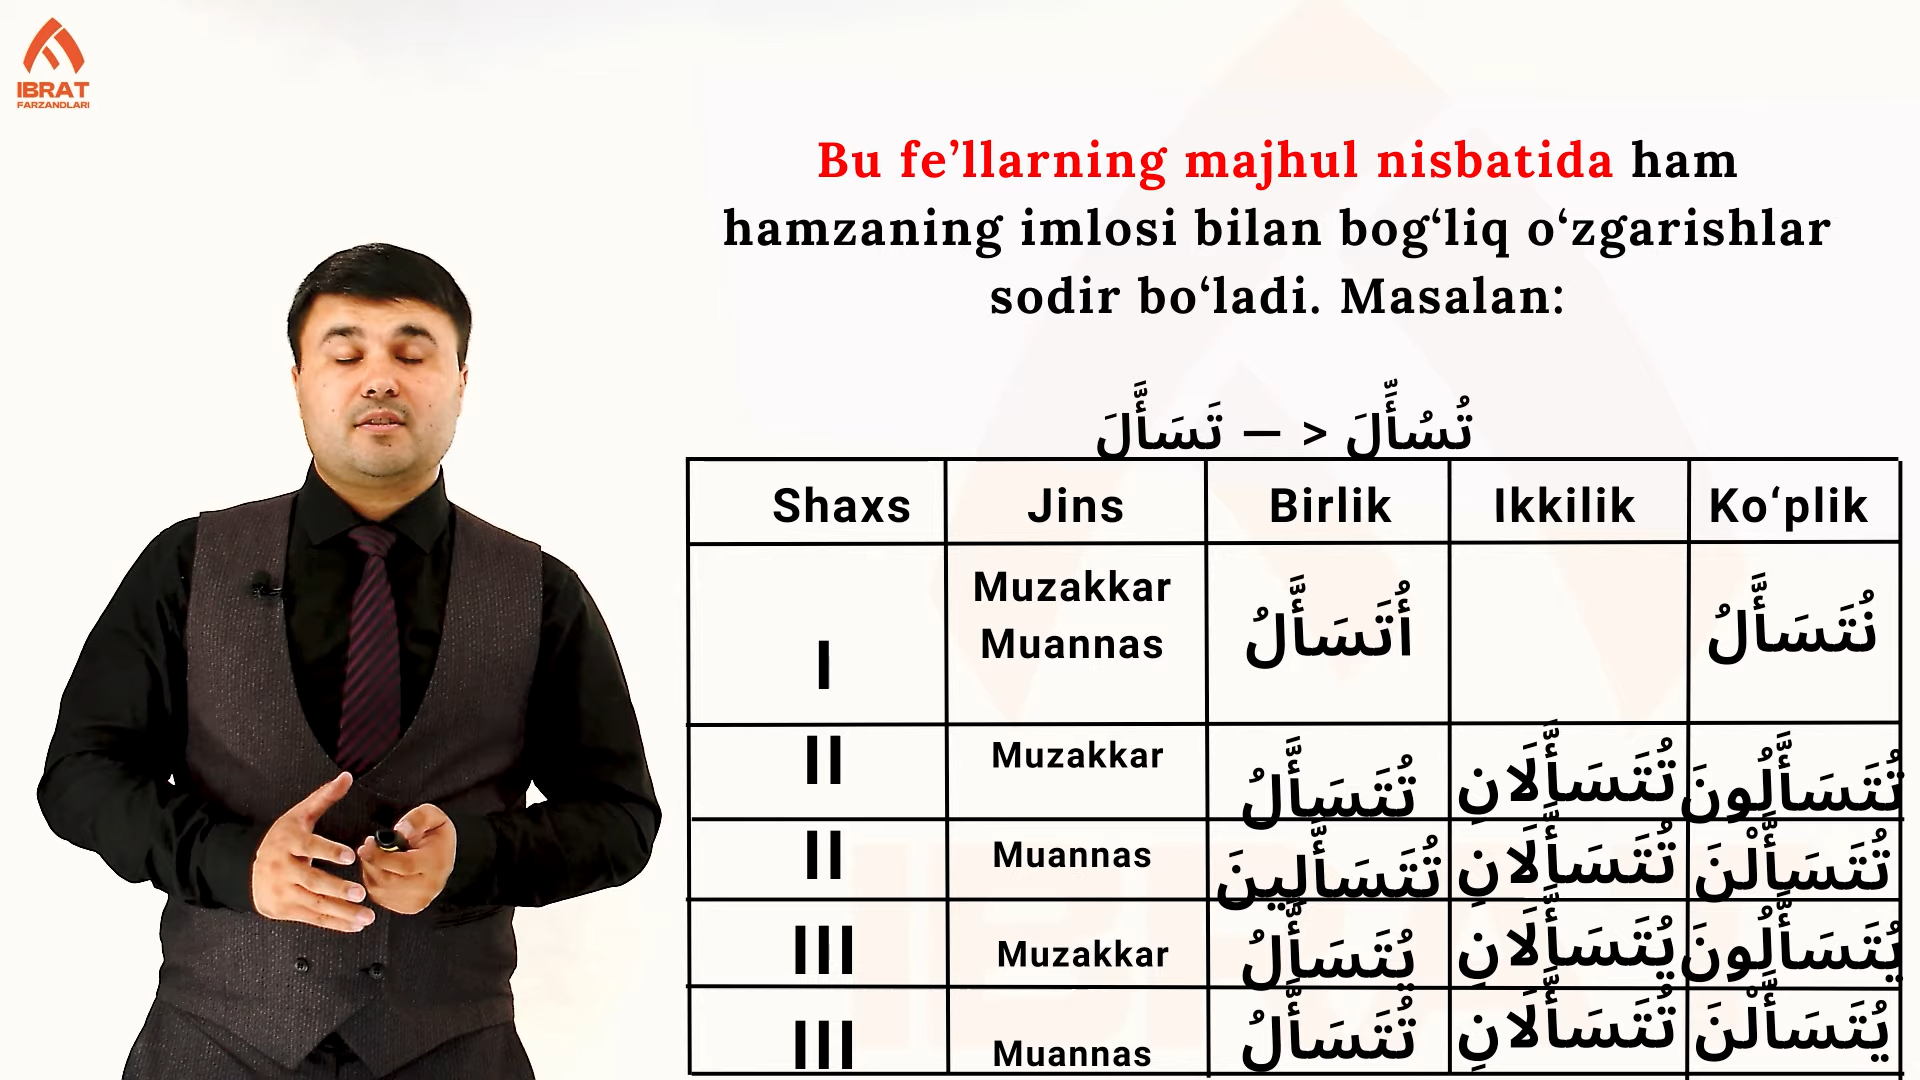 IBRAT
FARZANDLARI
Bu fe’llarning majhul nisbatida ham
hamzaning imlosi bilan bog‘liq o‘zgarishlar
sodir bo‘ladi. Masalan:
تَسَأَّلَ — > تُسُأِّلَ
Shaxs Jins Birlik Ikkilik Ko‘plik
I Muzakkar Muannas أُتَسَأَّلُ نُتَسَأَّلُ
II Muzakkar تُتَسَأَّلُ تُتَسَأَّلَانِ تُتَسَأَّلُونَ
II Muannas تُتَسَأَّلِينَ تُتَسَأَّلَانِ تُتَسَأَّلْنَ
III Muzakkar يُتَسَأَّلُ يُتَسَأَّلَانِ يُتَسَأَّلُونَ
III Muannas تُتَسَأَّلُ تُتَسَأَّلَانِ يُتَسَأَّلْنَ